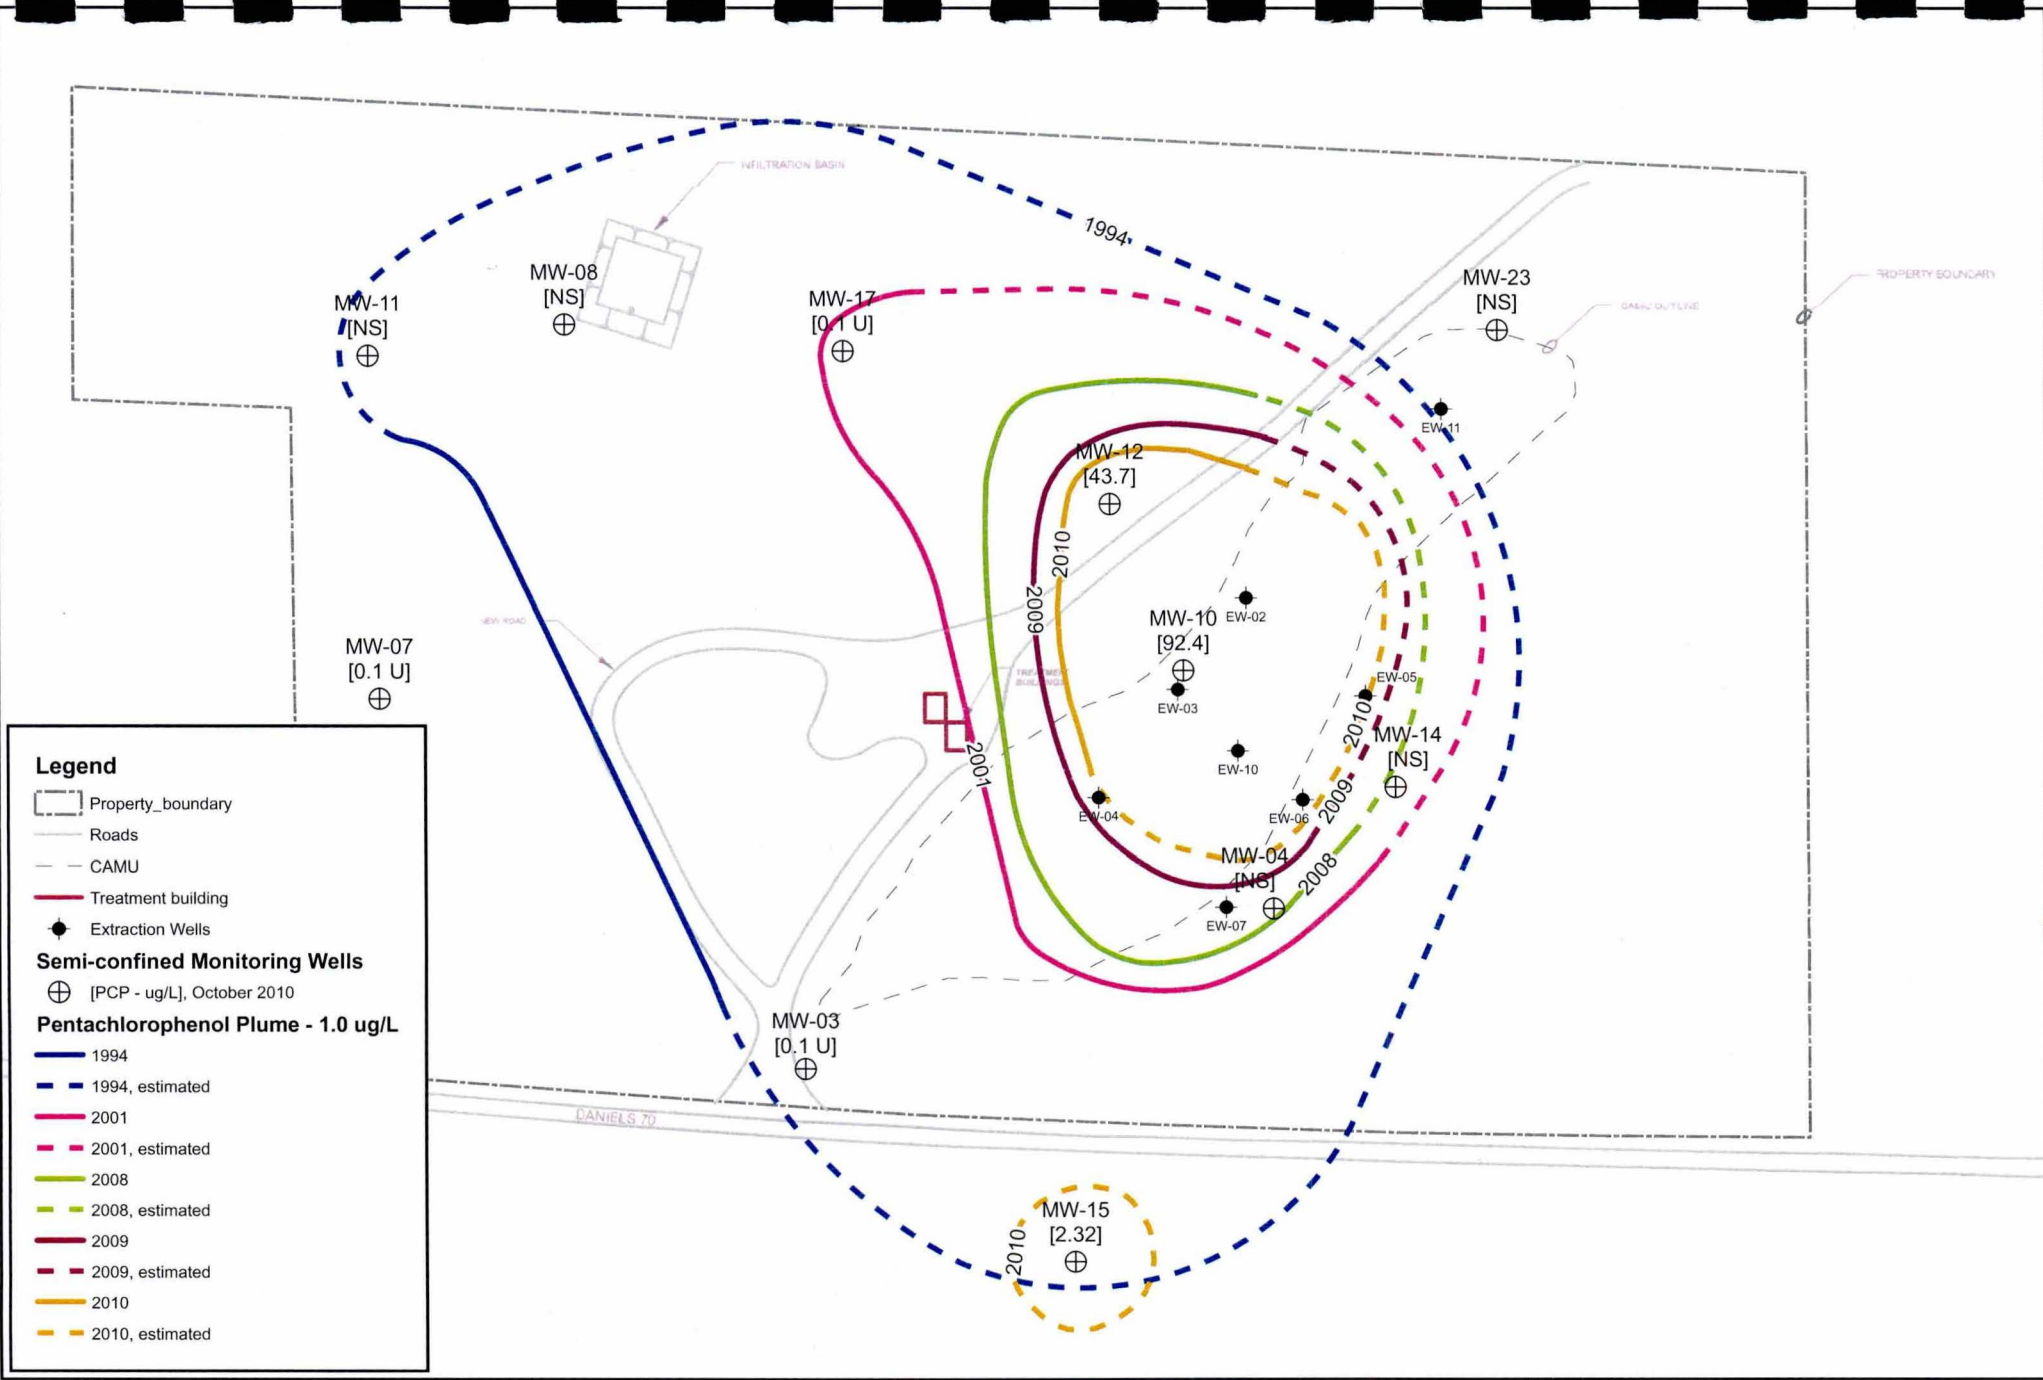 INFILTRATION BASIN
1994
MW-08
[NS]
MW-11
[NS]
MW-17
[0.1 U]
MW-23
[NS]
PROPERTY BOUNDARY
CAMU OUTLINE
EW-11
MW-12
[43.7]
2010
2009
EW-02
MW-10
[92.4]
EW-03
NEW ROAD
MW-07
[0.1 U]
EW-05
2010
MW-14
[NS]
2001
EW-10
EW-04
EW-06
2009
MW-04
[NS]
2008
EW-07
MW-03
[0.1 U]
DANIELS 70
2010
MW-15
[2.32]
Legend
Property_boundary
Roads
CAMU
Treatment building
Extraction Wells
Semi-confined Monitoring Wells
[PCP - ug/L], October 2010
Pentachlorophenol Plume - 1.0 ug/L
1994
1994, estimated
2001
2001, estimated
2008
2008, estimated
2009
2009, estimated
2010
2010, estimated